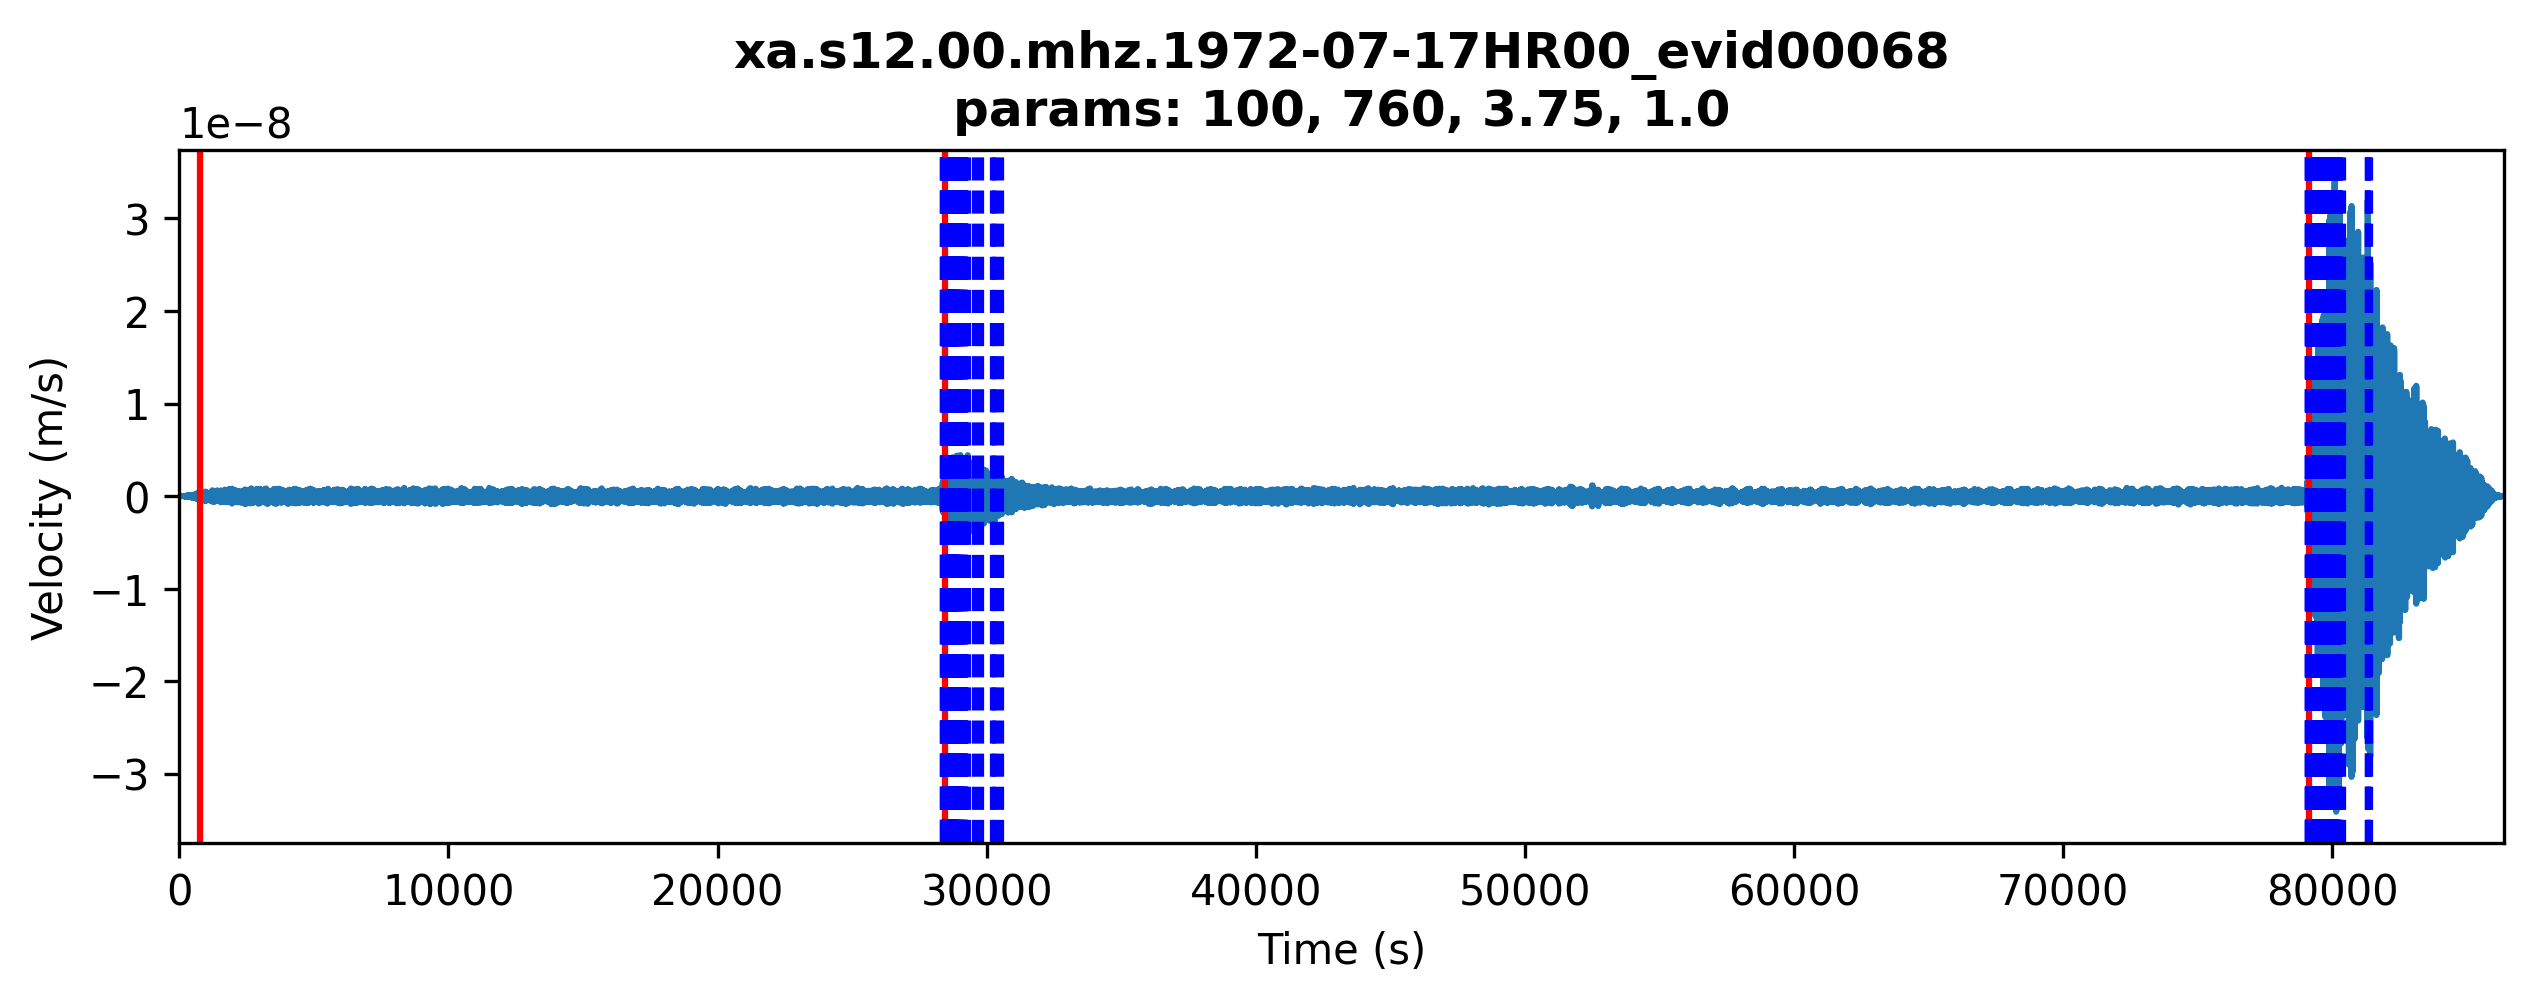 xa.s12.00.mhz.1972-07-17HR00_evid00068
params: 100, 760, 3.75, 1.0
1e−8
3
2
1
0
−1
−2
−3
Velocity (m/s)
0 10000 20000 30000 40000 50000 60000 70000 80000
Time (s)